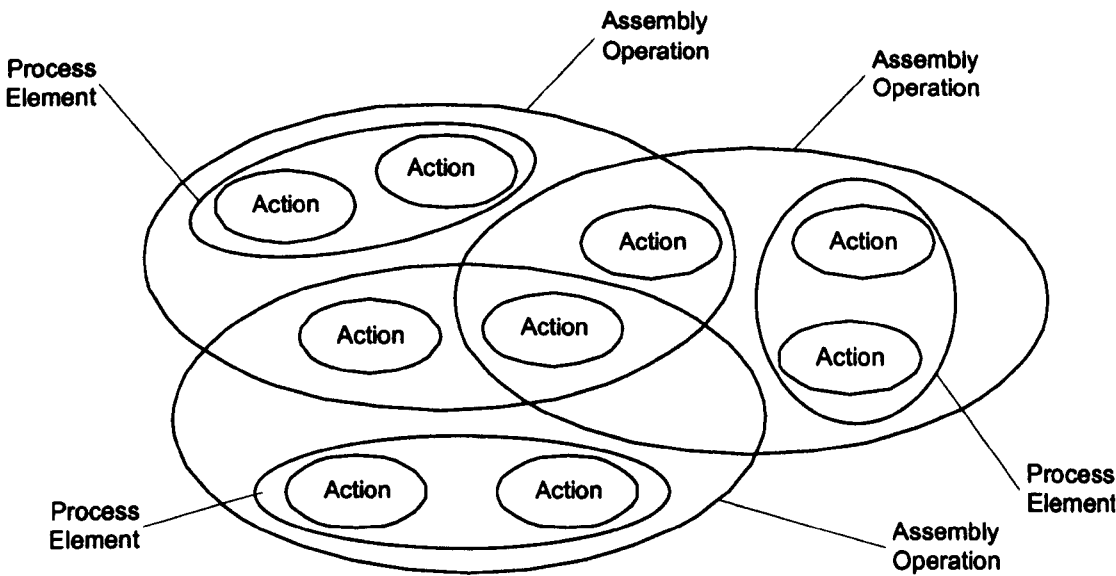 Assembly
Operation
Assembly
Operation
Process
Element
Action
Action
Action
Action
Action
Action
Action
Action
Action
Process
Element
Process
Element
Assembly
Operation